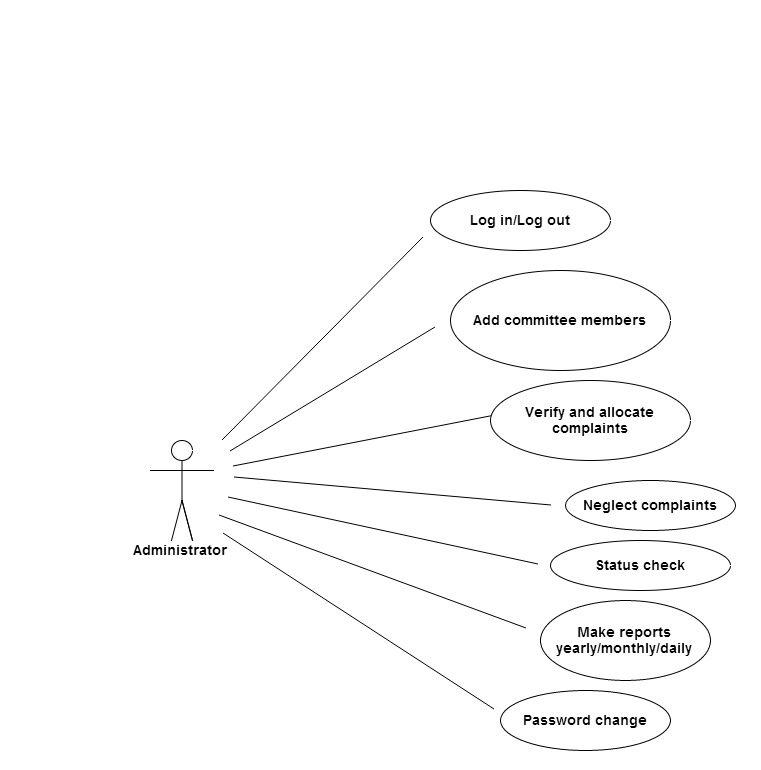 Log in/Log out
Add committee members
Verify and allocate
complaints
Neglect complaints
Administrator
Status check
Make reports
yearly/monthly/daily
Password change